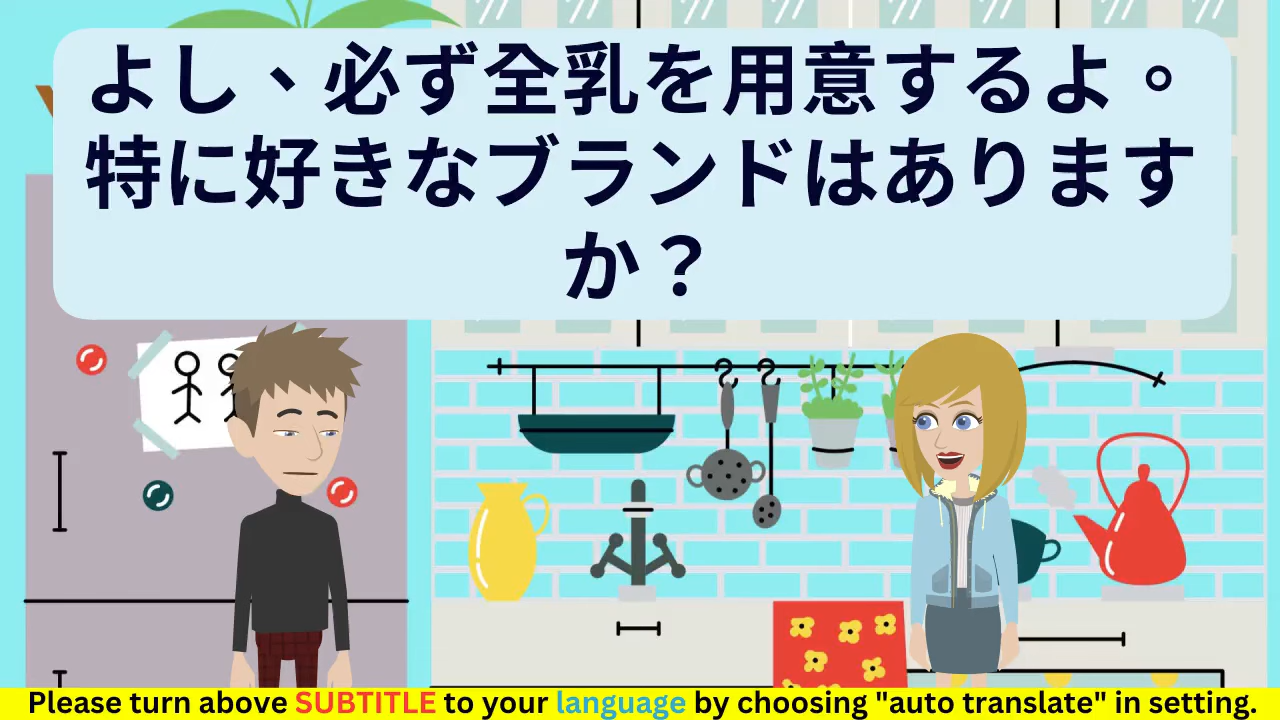 よし、必ず全乳を用意するよ。
特に好きなブランドはあります
か？
Please turn above SUBTITLE to your language by choosing "auto translate" in setting.